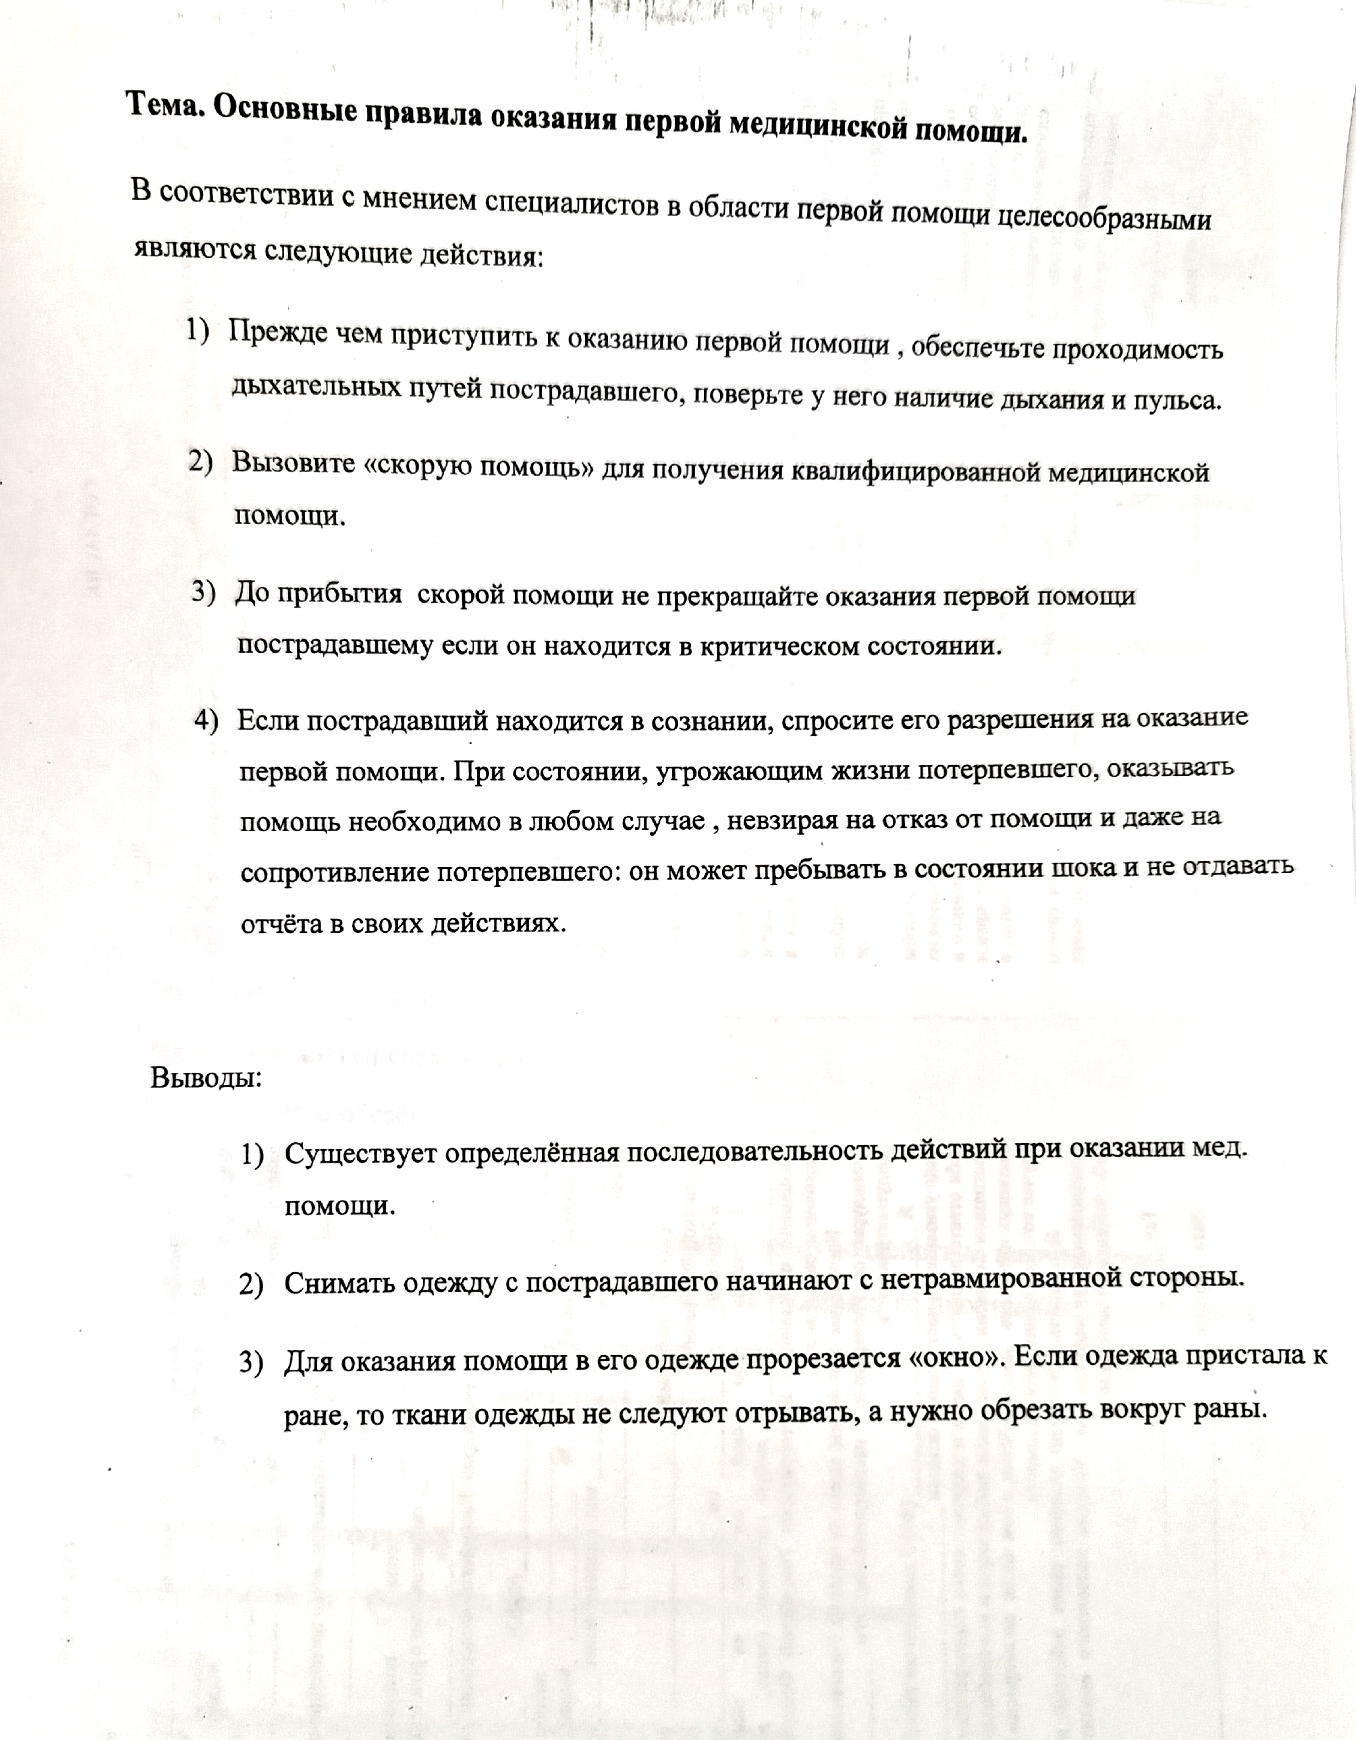 Тема. Основные правила оказания первой медицинской помощи.
В соответствии с мнением специалистов в области первой помощи целесообразными
являются следующие действия:
1) Прежде чем приступить к оказанию первой помощи , обеспечьте проходимость
дыхательных путей пострадавшего, поверьте у него наличие дыхания и пульса.
2) Вызовите «скорую помощь» для получения квалифицированной медицинской
помощи.
3) До прибытия скорой помощи не прекращайте оказания первой помощи
пострадавшему если он находится в критическом состоянии.
4) Если пострадавший находится в сознании, спросите его разрешения на оказание
первой помощи. При состоянии, угрожающим жизни потерпевшего, оказывать
помощь необходимо в любом случае , невзирая на отказ от помощи и даже на
сопротивление потерпевшего: он может пребывать в состоянии шока и не отдавать
отчёта в своих действиях.
Выводы:
1) Существует определённая последовательность действий при оказании мед.
помощи.
2) Снимать одежду с пострадавшего начинают с нетравмированной стороны.
3) Для оказания помощи в его одежде прорезается «окно». Если одежда пристала к
ране, то ткани одежды не следуют отрывать, а нужно обрезать вокруг раны.